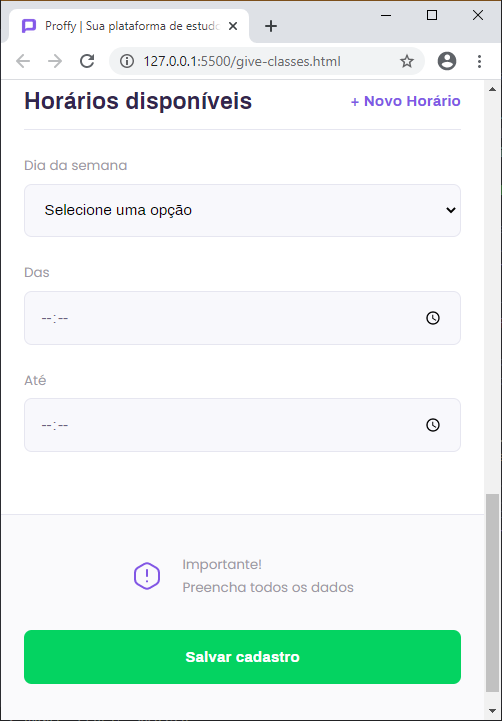 Proffy | Sua plataforma de estudo
127.0.0.1:5500/give-classes.html
Horários disponíveis
+ Novo Horário
Dia da semana
Selecione uma opção
Das
--:--
Até
--:--
Importante!
Preencha todos os dados
Salvar cadastro